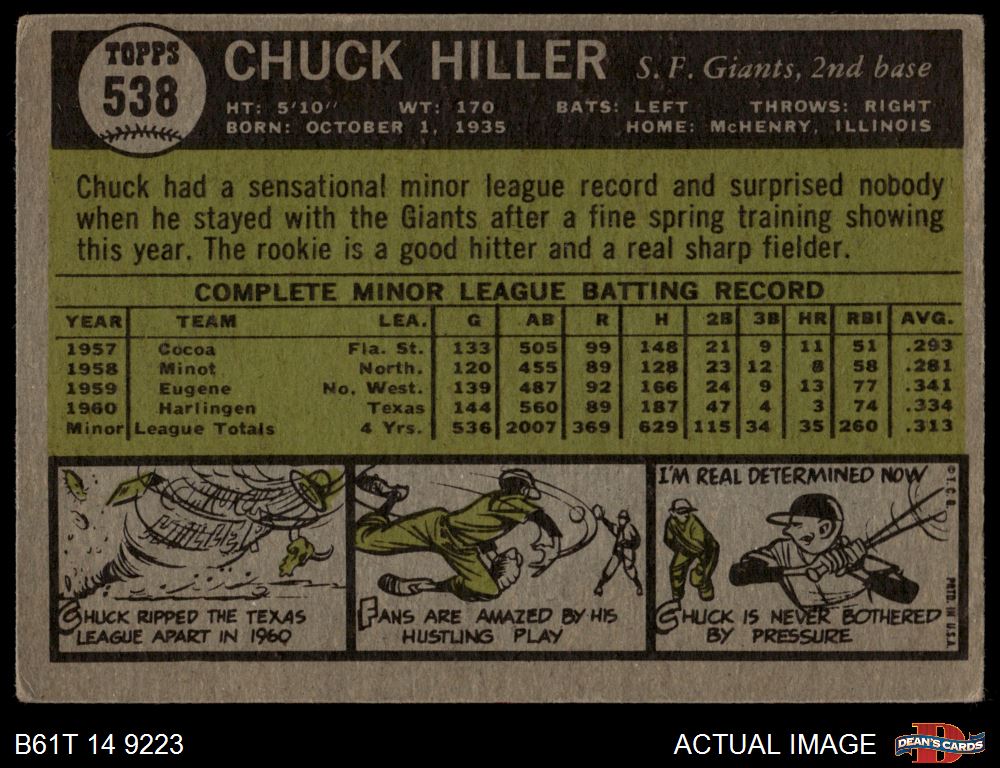 TOPPS
538
CHUCK HILLER S. F. Giants, 2nd base
HT: 5'10" WT: 170 BATS: LEFT THROWS: RIGHT
BORN: OCTOBER 1, 1935 HOME: McHENRY, ILLINOIS
Chuck had a sensational minor league record and surprised nobody
when he stayed with the Giants after a fine spring training showing
this year. The rookie is a good hitter and a real sharp fielder.
COMPLETE MINOR LEAGUE BATTING RECORD
YEAR TEAM LEA. G AB R H 2B 3B HR RBI AVG.
1957 Cocoa Fla. St. 133 505 99 148 21 9 11 51 .293
1958 Minot North. 120 455 89 128 23 12 8 58 .281
1959 Eugene No. West. 139 487 92 166 24 9 13 77 .341
1960 Harlingen Texas 144 560 89 187 47 4 3 74 .334
Minor League Totals 4 Yrs. 536 2007 369 629 115 34 35 260 .313
CHUCK RIPPED THE TEXAS
LEAGUE APART IN 1960
FANS ARE AMAZED BY HIS
HUSTLING PLAY
I'M REAL DETERMINED NOW
CHUCK IS NEVER BOTHERED
BY PRESSURE
© T.C.G. PRTD. IN U.S.A.
B61T 14 9223
ACTUAL IMAGE
DEAN'S CARDS